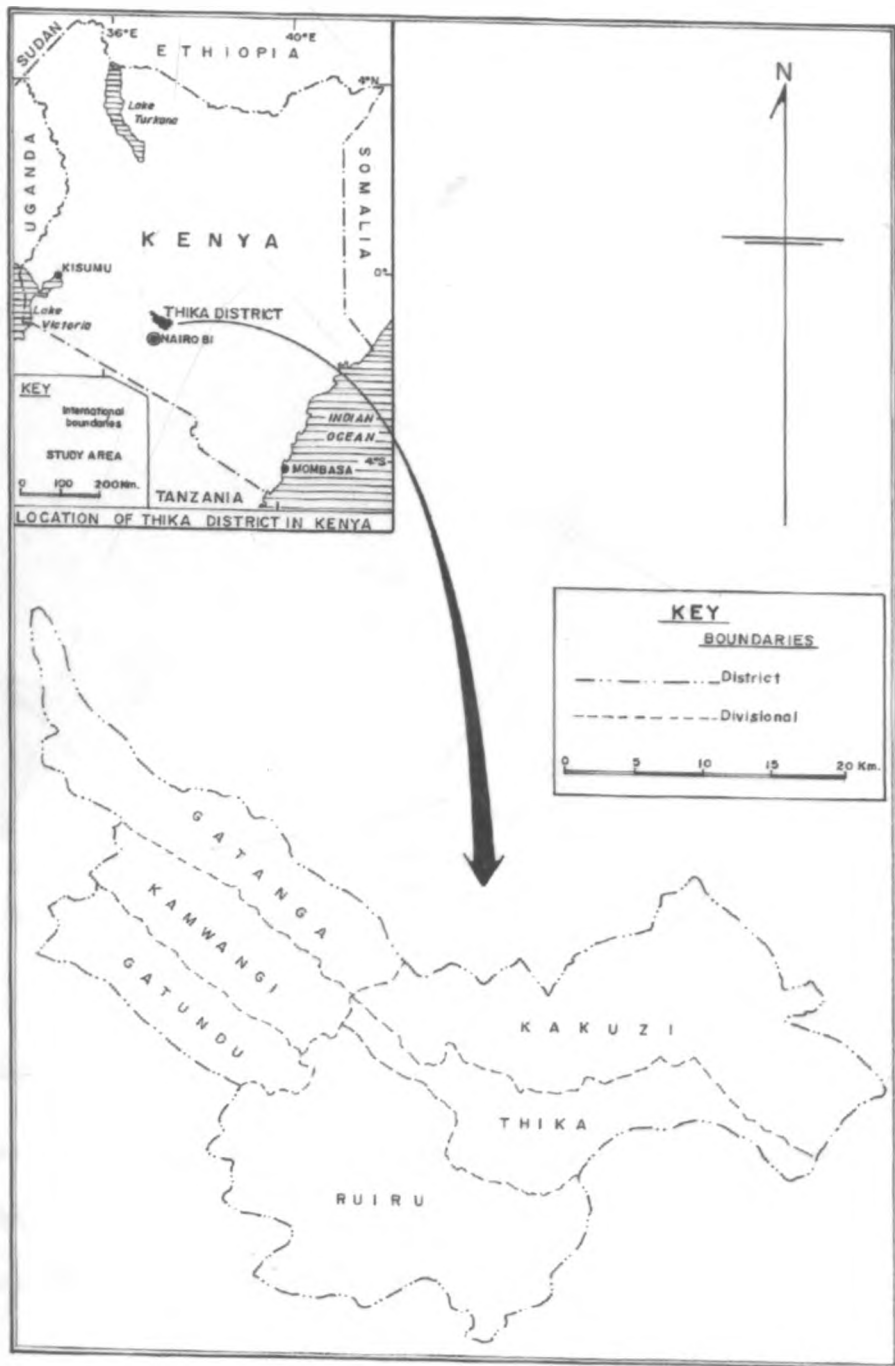 36°E
40°E
SUDAN
ETHIOPIA
4°N
Lake
Turkana
UGANDA
SOMALIA
KENYA
KISUMU
0°
Lake
Victoria
THIKA DISTRICT
NAIROBI
KEY
International
boundaries
STUDY AREA
0 100 200 Km.
INDIAN
OCEAN
4°S
MOMBASA
TANZANIA
LOCATION OF THIKA DISTRICT IN KENYA
N
KEY
BOUNDARIES
District
Divisional
0 5 10 15 20 Km.
GATANGA
KAMWANGI
GATUNDU
KAKUZI
THIKA
RUIRU